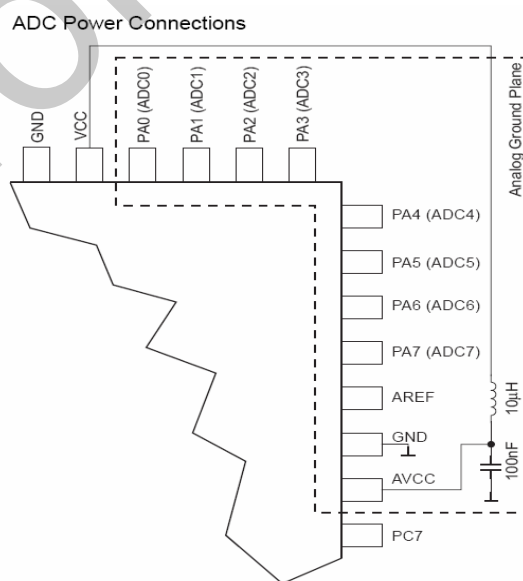 ADC Power Connections
GND
VCC
PA0 (ADC0)
PA1 (ADC1)
PA2 (ADC2)
PA3 (ADC3)
Analog Ground Plane
PA4 (ADC4)
PA5 (ADC5)
PA6 (ADC6)
PA7 (ADC7)
AREF
10µH
GND
AVCC
100nF
PC7